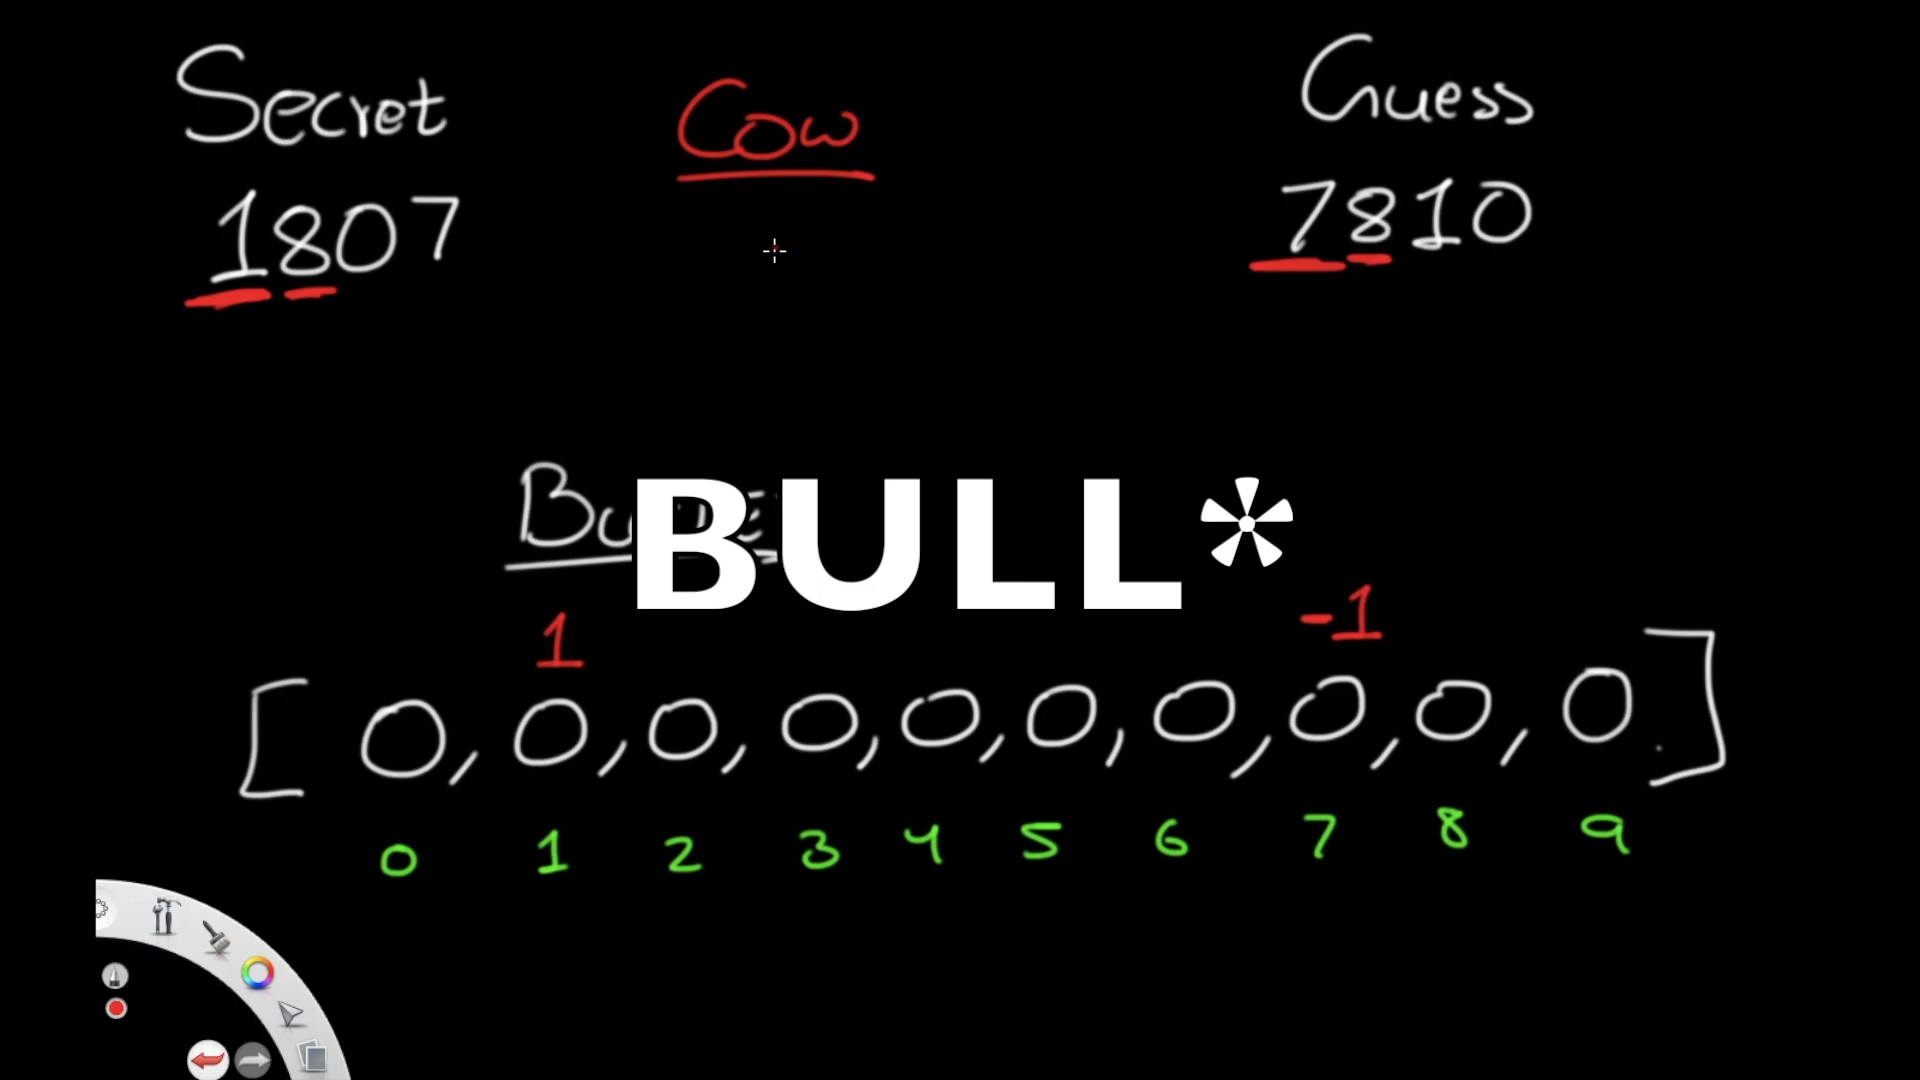 Secret Cow Guess
1807 7810
BULL*
1 -1
[0, 0, 0, 0, 0, 0, 0, 0, 0, 0]
0 1 2 3 4 5 6 7 8 9